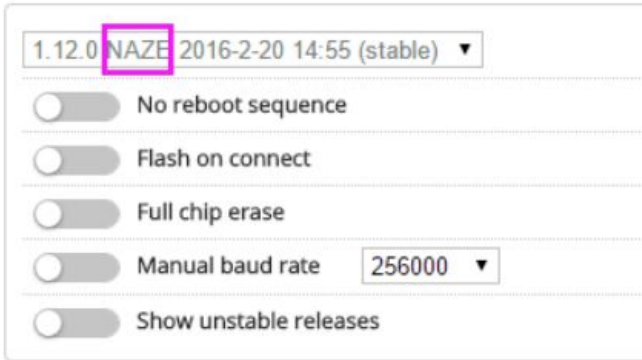 1.12.0 NAZE 2016-2-20 14:55 (stable)
No reboot sequence
Flash on connect
Full chip erase
Manual baud rate 256000
Show unstable releases